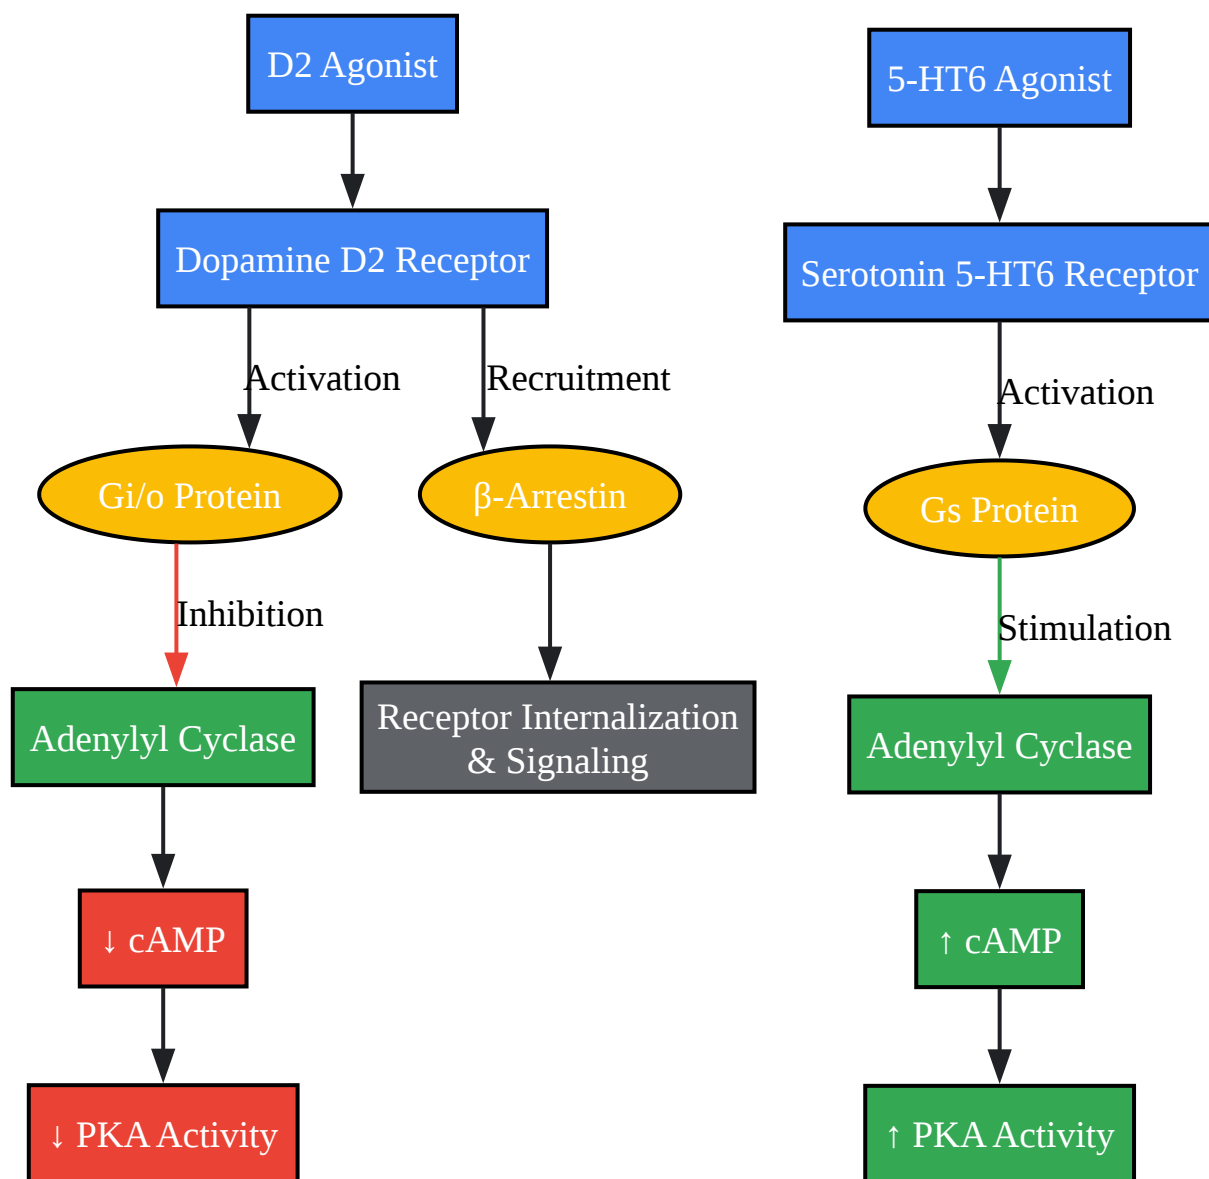 D2 Agonist
Dopamine D2 Receptor
Activation
Recruitment
Gi/o Protein
β-Arrestin
Inhibition
Adenylyl Cyclase
Receptor Internalization
& Signaling
↓ cAMP
↓ PKA Activity
5-HT6 Agonist
Serotonin 5-HT6 Receptor
Activation
Gs Protein
Stimulation
Adenylyl Cyclase
↑ cAMP
↑ PKA Activity